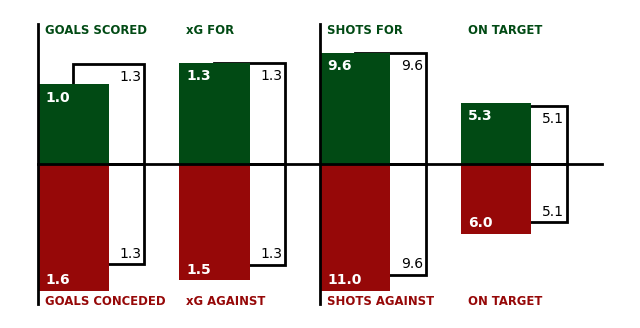 GOALS SCORED xG FOR SHOTS FOR ON TARGET
1.0 1.3 1.3 1.3 9.6 9.6 5.3 5.1
1.6 1.3 1.5 1.3 11.0 9.6 6.0 5.1
GOALS CONCEDED xG AGAINST SHOTS AGAINST ON TARGET